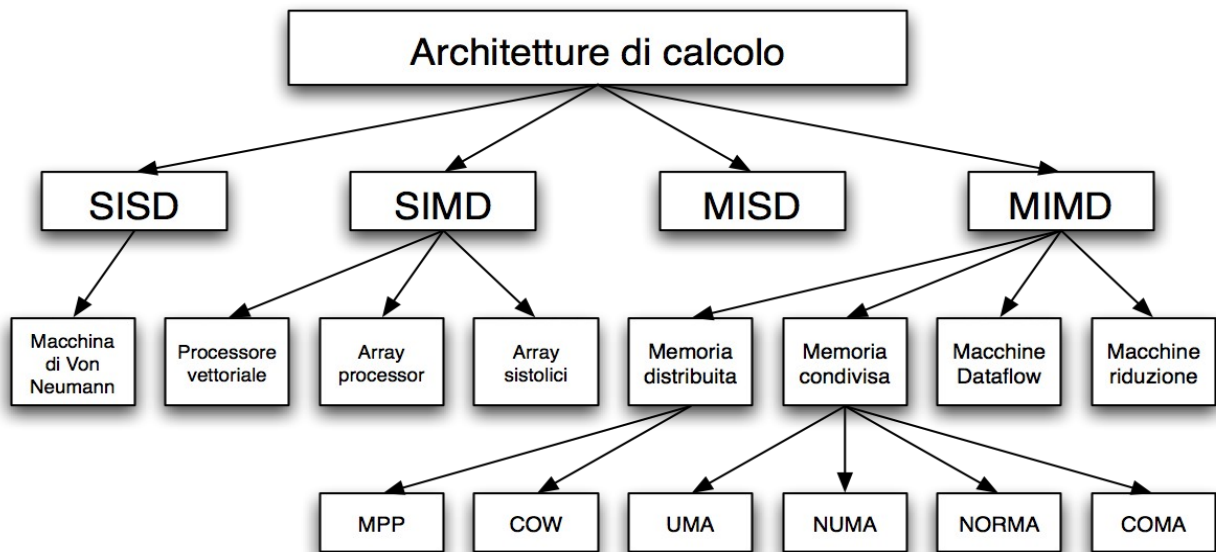 Architetture di calcolo
SISD
SIMD
MISD
MIMD
Macchina
di Von
Neumann
Processore
vettoriale
Array
processor
Array
sistolici
Memoria
distribuita
Memoria
condivisa
Macchine
Dataflow
Macchine
riduzione
MPP
COW
UMA
NUMA
NORMA
COMA